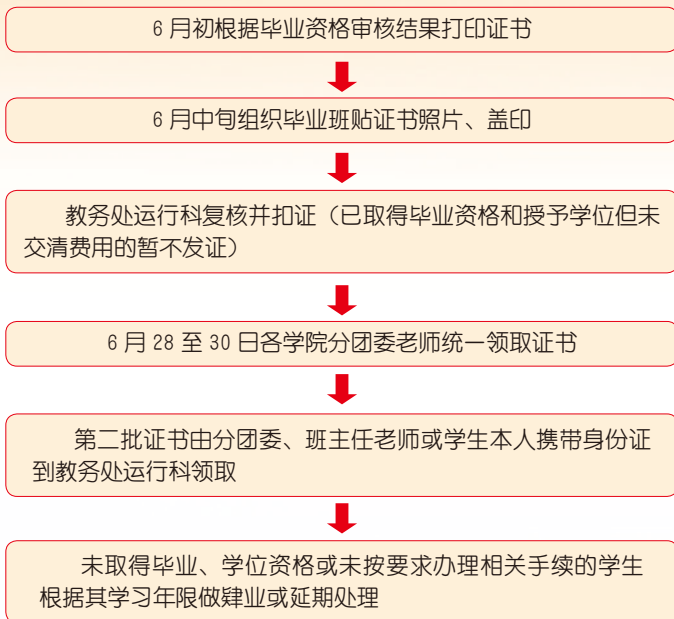 6 月初根据毕业资格审核结果打印证书
6 月中旬组织毕业班贴证书照片、盖印
教务处运行科复核并扣证（已取得毕业资格和授予学位但未
交清费用的暂不发证）
6 月 28 至 30 日各学院分团委老师统一领取证书
第二批证书由分团委、班主任老师或学生本人携带身份证
到教务处运行科领取
未取得毕业、学位资格或未按要求办理相关手续的学生
根据其学习年限做肄业或延期处理